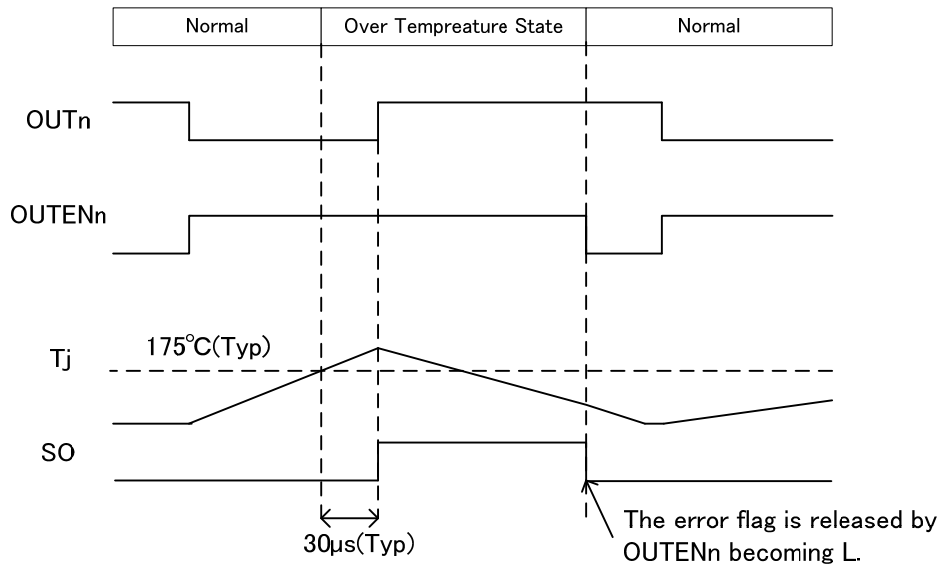 Normal
Over Tempreature State
Normal
OUTn
OUTENn
175℃(Typ)
Tj
SO
30μs(Typ)
The error flag is released by
OUTENn becoming L.